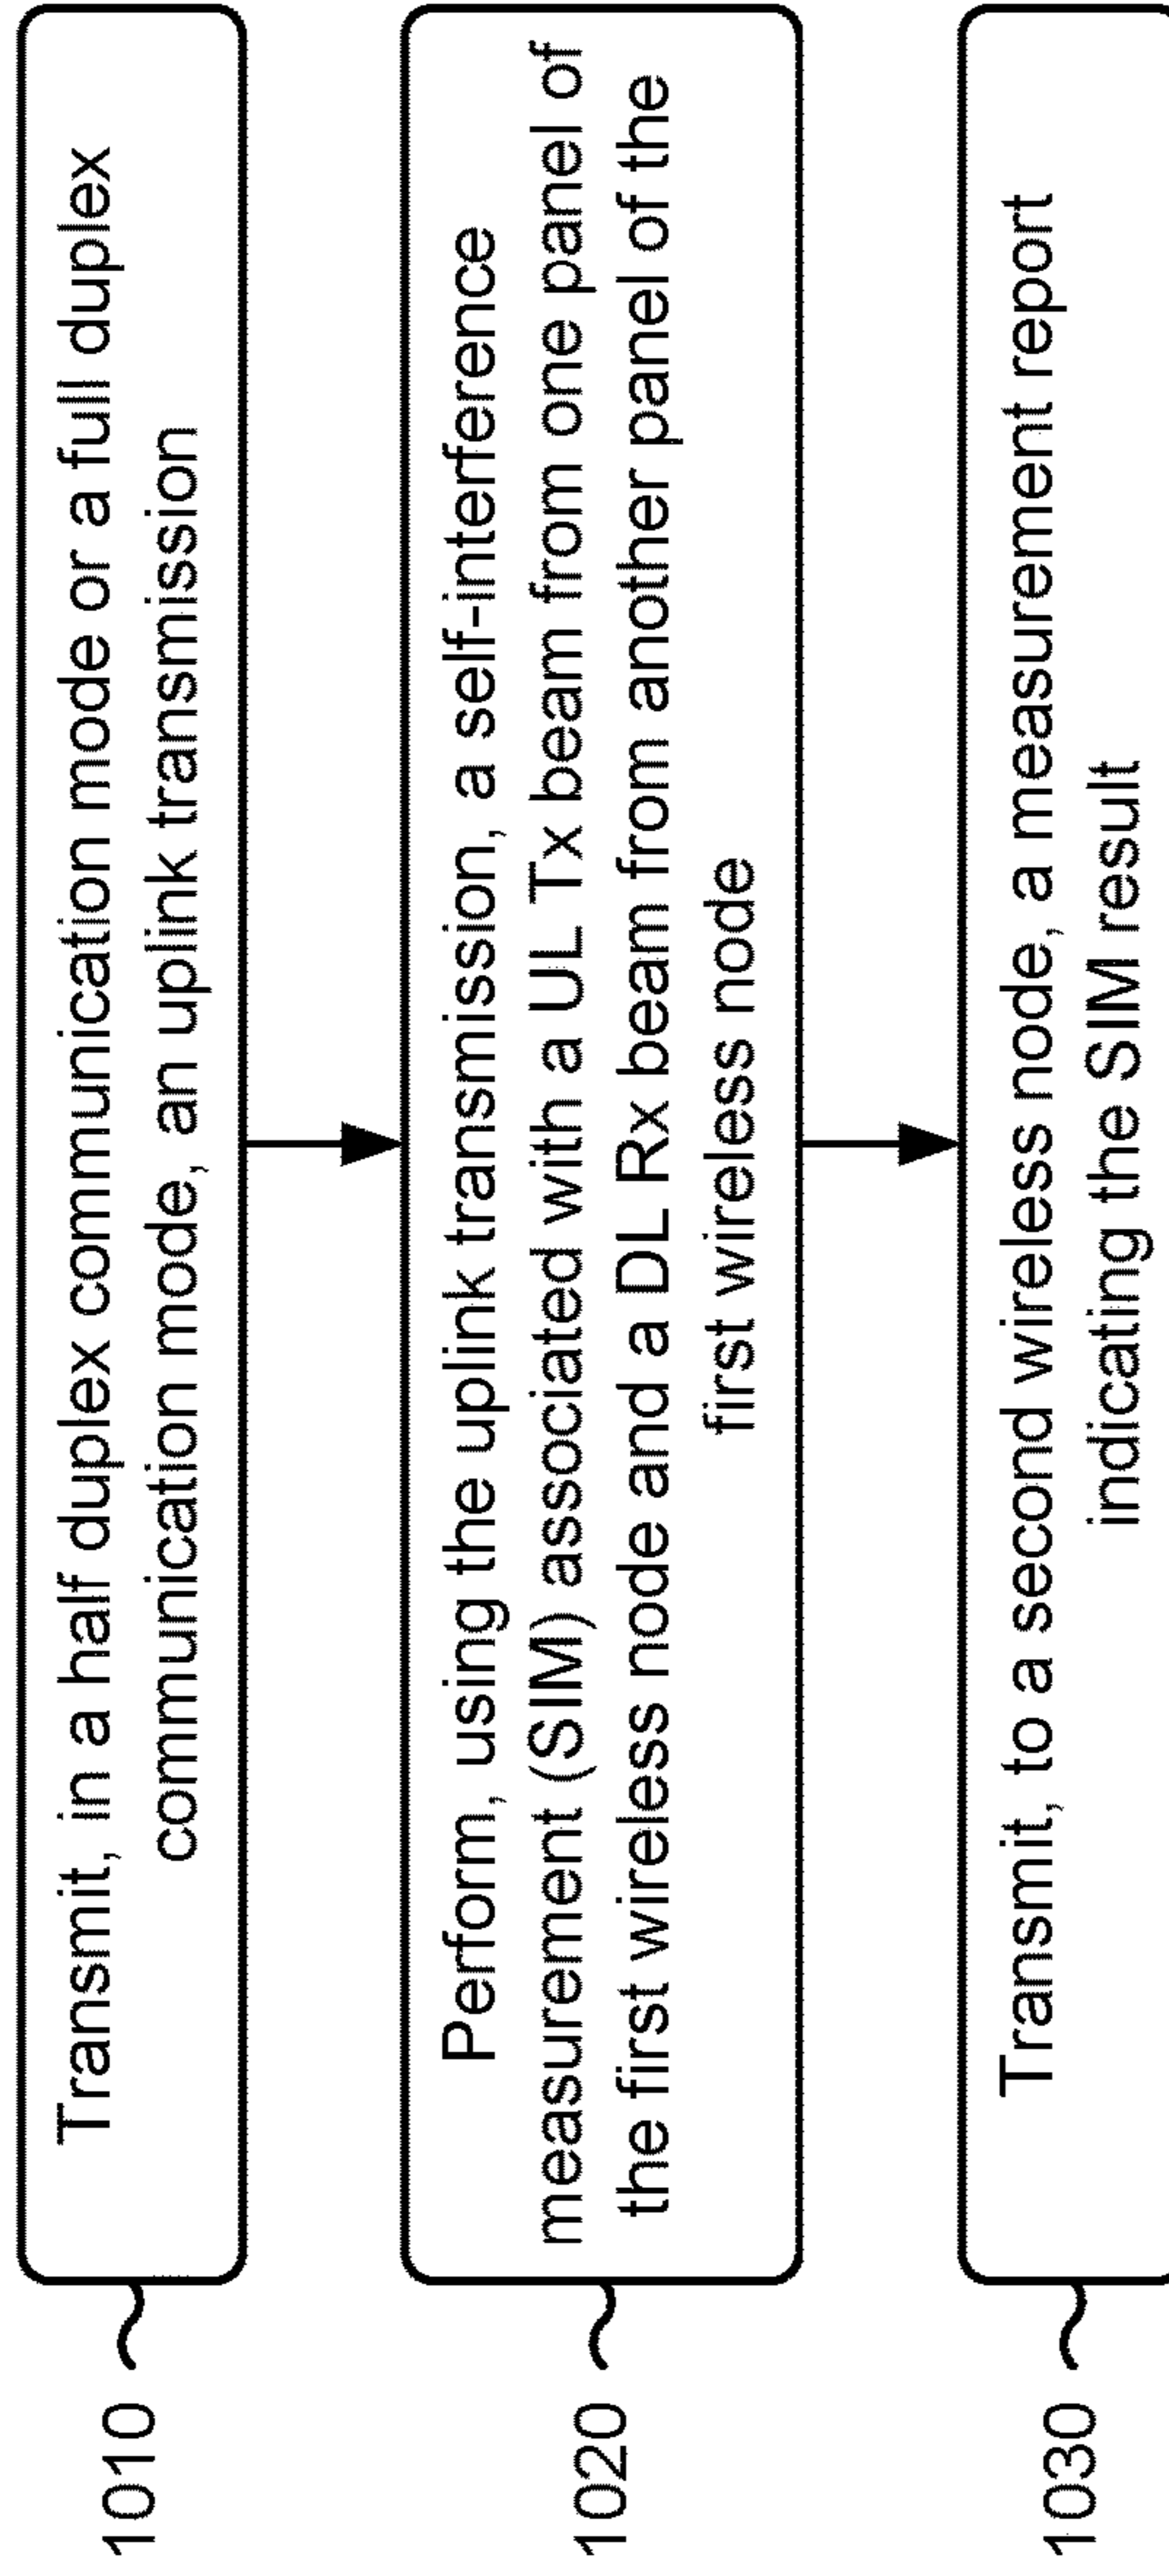 1010
Transmit, in a half duplex communication mode or a full duplex
communication mode, an uplink transmission
1020
Perform, using the uplink transmission, a self-interference
measurement (SIM) associated with a UL Tx beam from one panel of
the first wireless node and a DL Rx beam from another panel of the
first wireless node
1030
Transmit, to a second wireless node, a measurement report
indicating the SIM result